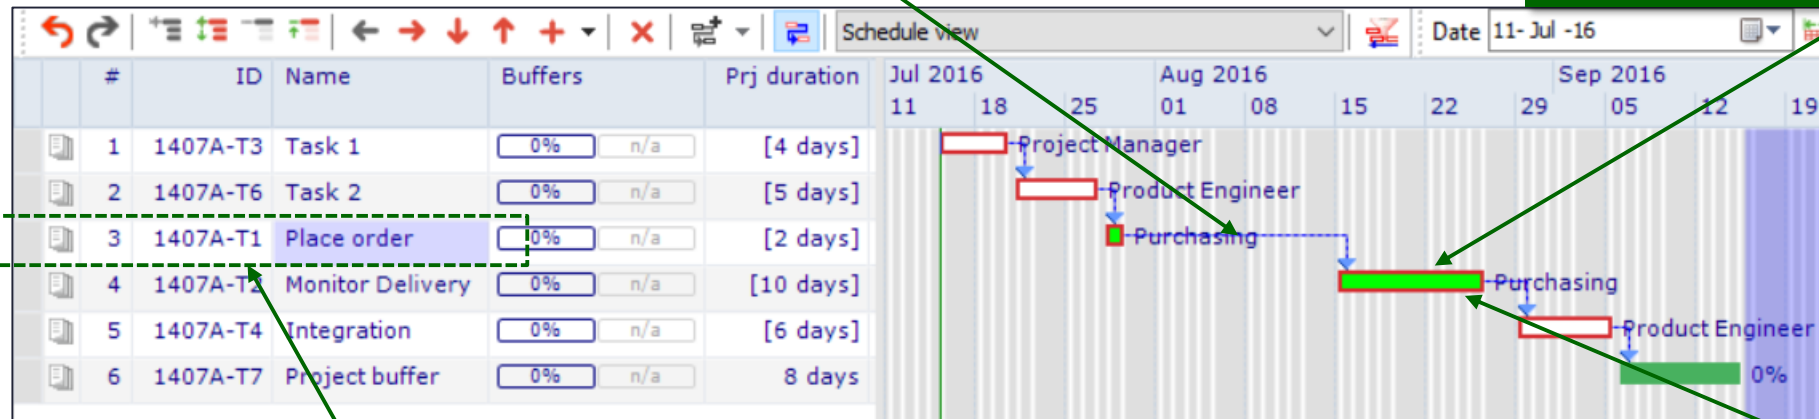 Schedule view Date 11- Jul -16
# ID Name Buffers Prj duration Jul 2016 Aug 2016 Sep 2016
11 18 25 01 08 15 22 29 05 12 19
1 1407A-T3 Task 1 0% n/a [4 days] Project Manager
2 1407A-T6 Task 2 0% n/a [5 days] Product Engineer
3 1407A-T1 Place order 0% n/a [2 days] Purchasing
4 1407A-T2 Monitor Delivery 0% n/a [10 days] Purchasing
5 1407A-T4 Integration 0% n/a [6 days] Product Engineer
6 1407A-T7 Project buffer 0% n/a 8 days 0%